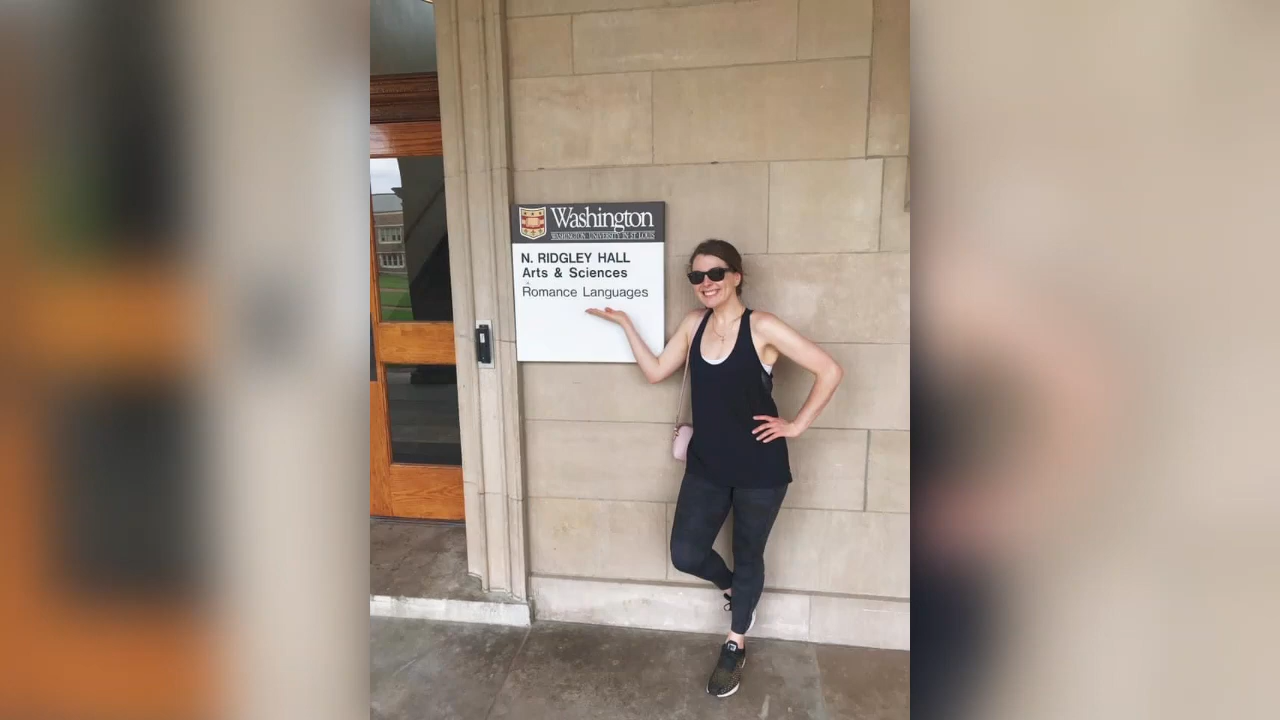 Washington
WASHINGTON UNIVERSITY IN ST. LOUIS
N. RIDGLEY HALL
Arts & Sciences
Romance Languages